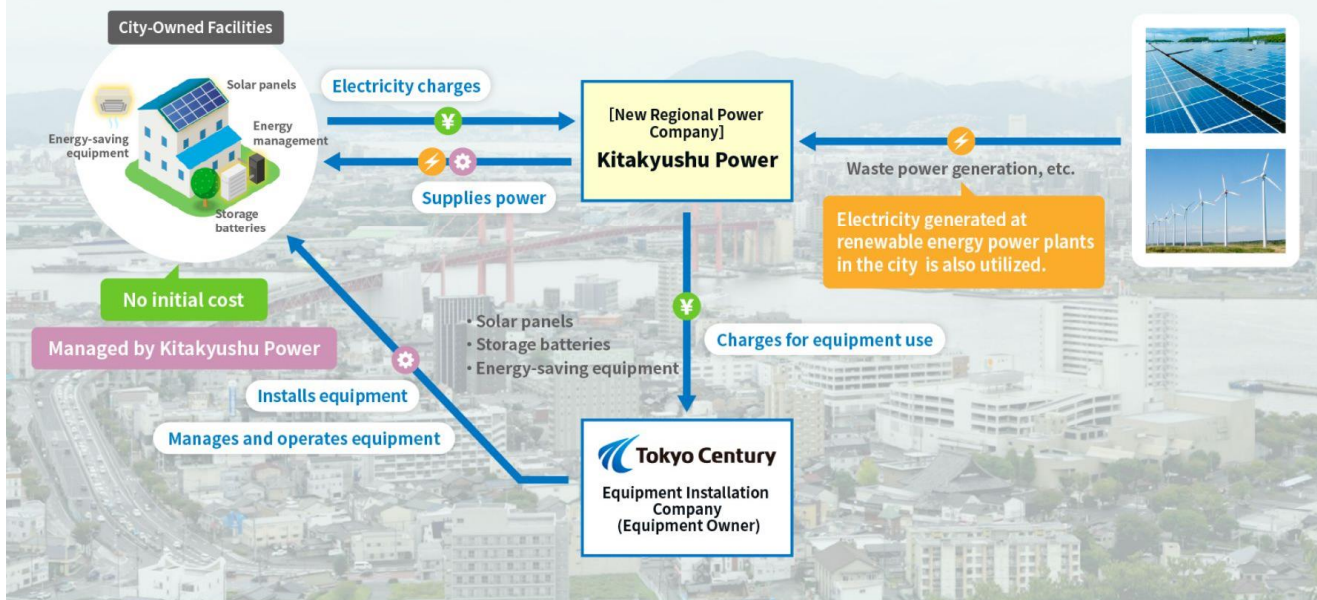 City-Owned Facilities
Solar panels
Energy-saving
equipment
Energy
management
Storage
batteries
No initial cost
Managed by Kitakyushu Power
Electricity charges
¥
Supplies power
[New Regional Power
Company]
Kitakyushu Power
Waste power generation, etc.
Electricity generated at
renewable energy power plants
in the city is also utilized.
¥
Charges for equipment use
・Solar panels
・Storage batteries
・Energy-saving equipment
Installs equipment
Manages and operates equipment
Tokyo Century
Equipment Installation
Company
(Equipment Owner)